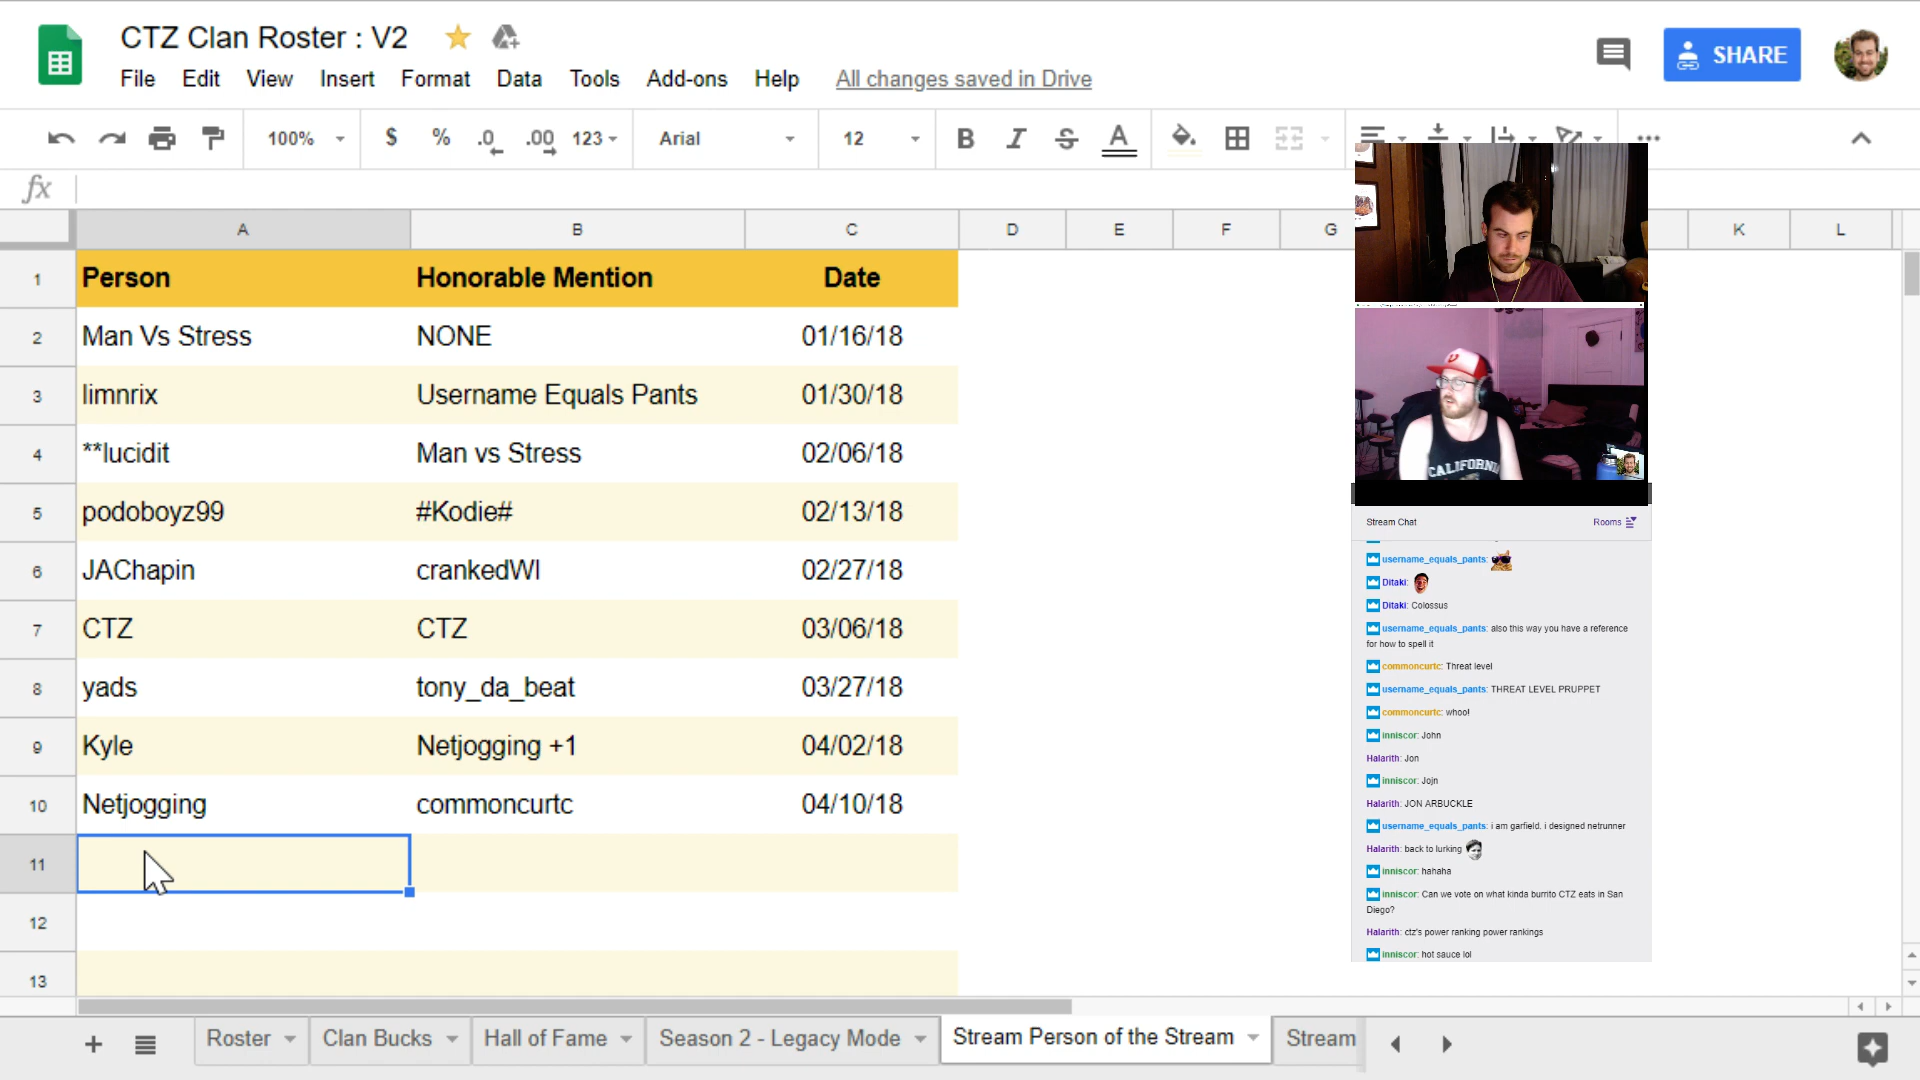 CTZ Clan Roster : V2
File Edit View Insert Format Data Tools Add-ons Help All changes saved in Drive
SHARE
100% $ % .0 .00 123 Arial 12 B I S A
fx
A B C D E F G K L
1 Person Honorable Mention Date
2 Man Vs Stress NONE 01/16/18
3 limnrix Username Equals Pants 01/30/18
4 **lucidit Man vs Stress 02/06/18
5 podoboyz99 #Kodie# 02/13/18
6 JAChapin crankedWI 02/27/18
7 CTZ CTZ 03/06/18
8 yads tony_da_beat 03/27/18
9 Kyle Netjogging +1 04/02/18
10 Netjogging commoncurtc 04/10/18
11
12
13
CALIFORNI
Stream Chat Rooms
username_equals_pants:
Ditaki:
Ditaki: Colossus
username_equals_pants: also this way you have a reference
for how to spell it
commoncurtc: Threat level
username_equals_pants: THREAT LEVEL PRUPPET
commoncurtc: whoo!
inniscor: John
Halarith: Jon
inniscor: Jojn
Halarith: JON ARBUCKLE
username_equals_pants: i am garfield, i designed netrunner
Halarith: back to lurking
inniscor: hahaha
inniscor: Can we vote on what kinda burrito CTZ eats in San
Diego?
Halarith: ctz's power ranking power rankings
inniscor: hot sauce lol
Roster Clan Bucks Hall of Fame Season 2 - Legacy Mode Stream Person of the Stream Stream